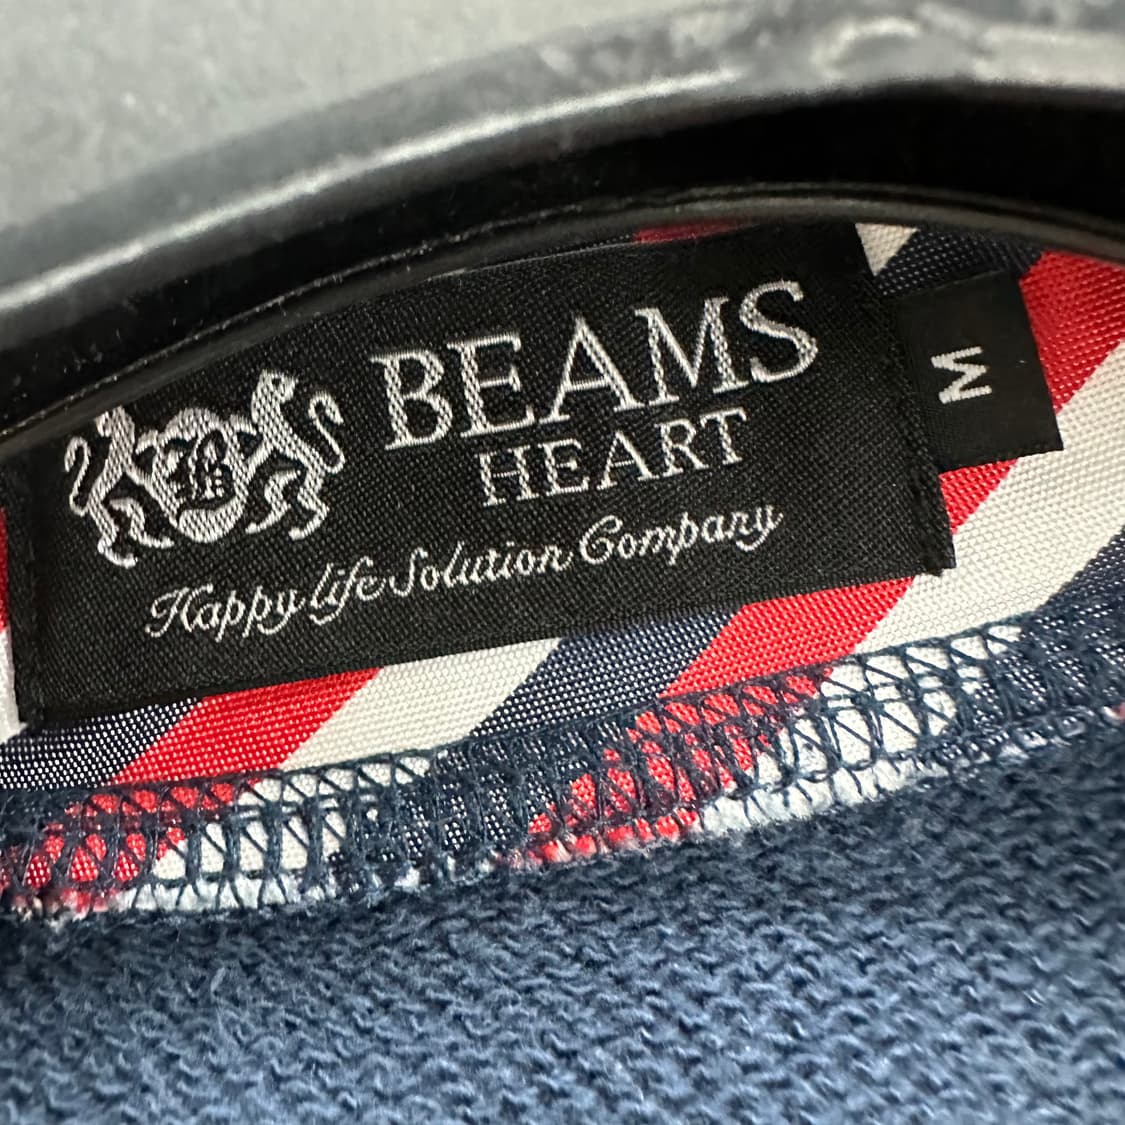 BEAMS
HEART
Happy life Solution Company
M